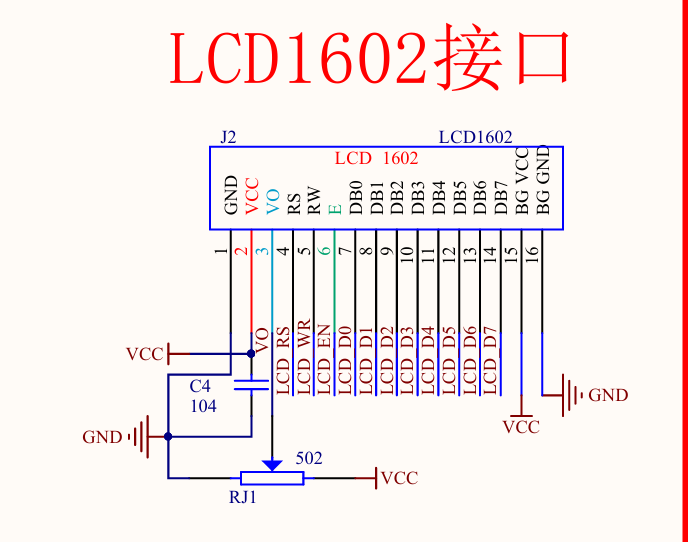 LCD1602接口
J2
LCD1602
LCD 1602
GND
VCC
VO
RS
RW
E
DB0
DB1
DB2
DB3
DB4
DB5
DB6
DB7
BG VCC
BG GND
1
2
3
4
5
6
7
8
9
10
11
12
13
14
15
16
VO
LCD RS
LCD WR
LCD EN
LCD D0
LCD D1
LCD D2
LCD D3
LCD D4
LCD D5
LCD D6
LCD D7
VCC
C4
104
GND
VCC
GND
502
VCC
RJ1